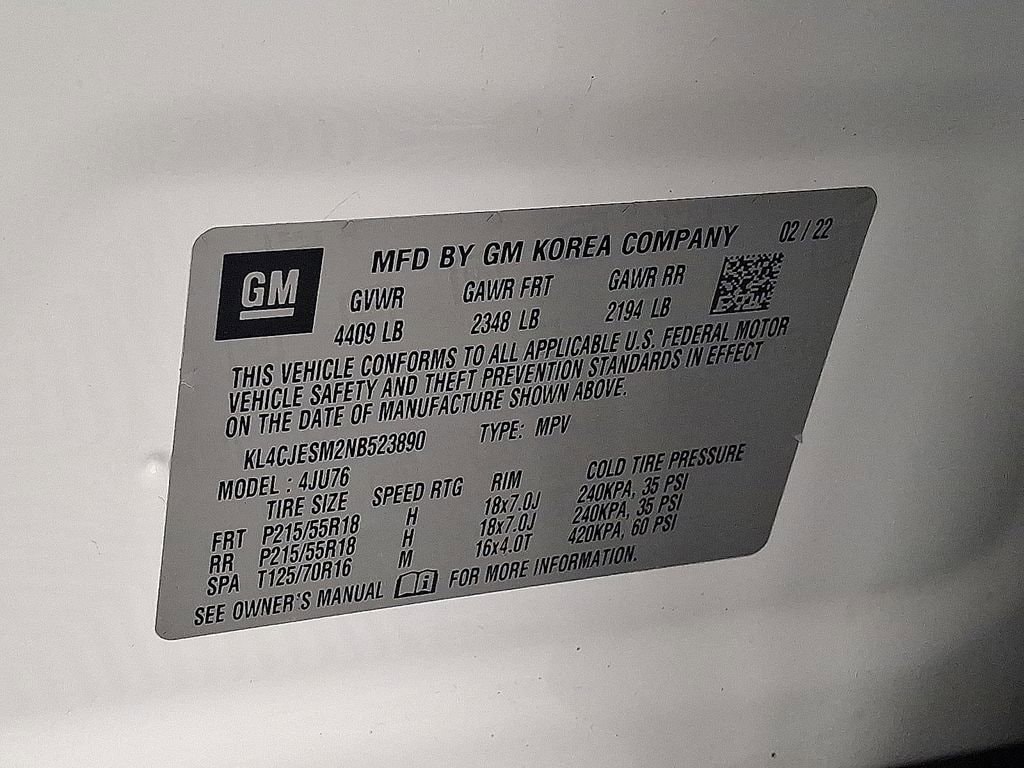 GM
MFD BY GM KOREA COMPANY 02/22
GVWR GAWR FRT GAWR RR
4409 LB 2348 LB 2194 LB
THIS VEHICLE CONFORMS TO ALL APPLICABLE U.S. FEDERAL MOTOR
VEHICLE SAFETY AND THEFT PREVENTION STANDARDS IN EFFECT
ON THE DATE OF MANUFACTURE SHOWN ABOVE.
KL4CJESM2NB523890 TYPE: MPV
MODEL : 4JU76
TIRE SIZE SPEED RTG RIM COLD TIRE PRESSURE
FRT P215/55R18 H 18x7.0J 240KPA, 35 PSI
RR P215/55R18 H 18x7.0J 240KPA, 35 PSI
SPA T125/70R16 M 16x4.0T 420KPA, 60 PSI
SEE OWNER'S MANUAL FOR MORE INFORMATION.